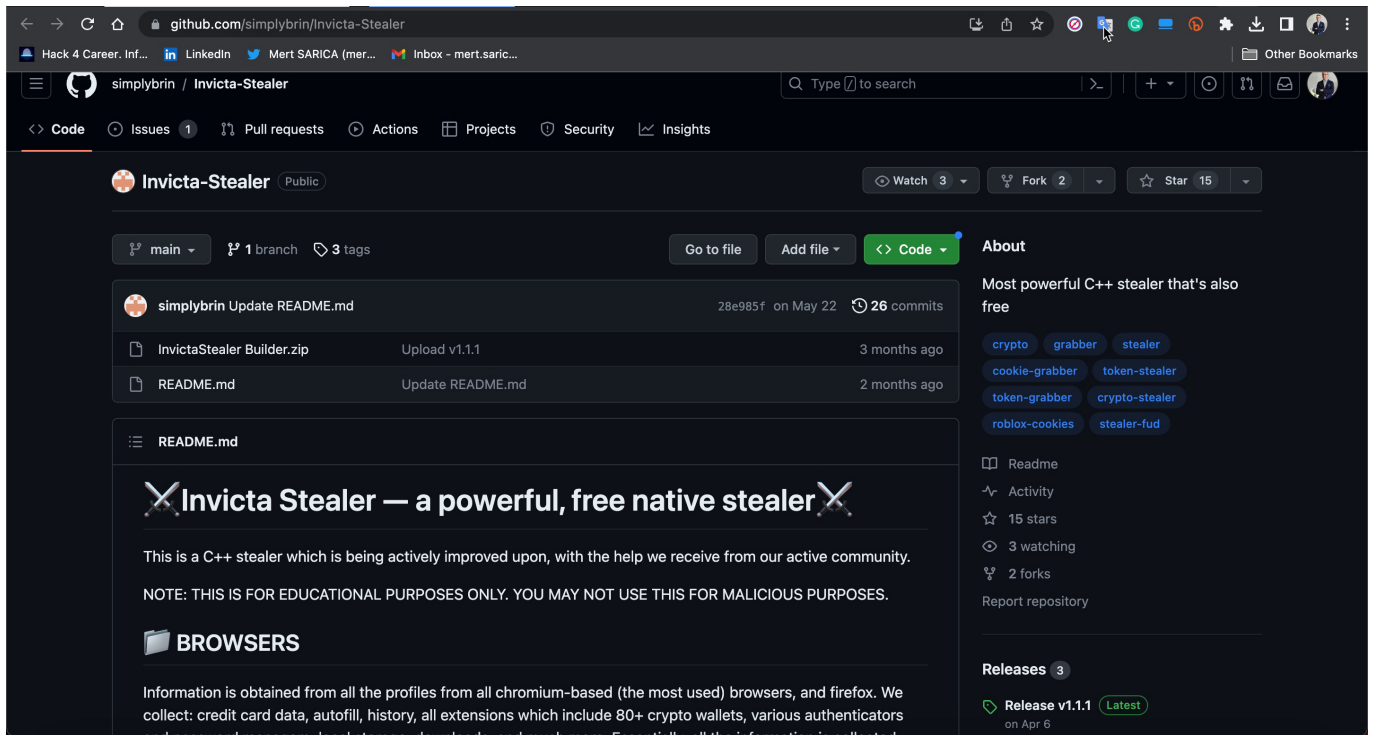 github.com/simplybrin/Invicta-Stealer
Hack 4 Career. Inf... LinkedIn Mert SARICA (mer... Inbox - mert.saric... Other Bookmarks
simplybrin / Invicta-Stealer Type / to search
Code Issues 1 Pull requests Actions Projects Security Insights
Invicta-Stealer Public Watch 3 Fork 2 Star 15
main 1 branch 3 tags Go to file Add file Code
simplybrin Update README.md 28e985f on May 22 26 commits
InvictaStealer Builder.zip Upload v1.1.1 3 months ago
README.md Update README.md 2 months ago
README.md
⚔Invicta Stealer — a powerful, free native stealer⚔
This is a C++ stealer which is being actively improved upon, with the help we receive from our active community.
NOTE: THIS IS FOR EDUCATIONAL PURPOSES ONLY. YOU MAY NOT USE THIS FOR MALICIOUS PURPOSES.
BROWSERS
Information is obtained from all the profiles from all chromium-based (the most used) browsers, and firefox. We
collect: credit card data, autofill, history, all extensions which include 80+ crypto wallets, various authenticators
About
Most powerful C++ stealer that's also
free
crypto grabber stealer
cookie-grabber token-stealer
token-grabber crypto-stealer
roblox-cookies stealer-fud
Readme
Activity
15 stars
3 watching
2 forks
Report repository
Releases 3
Release v1.1.1 Latest
on Apr 6